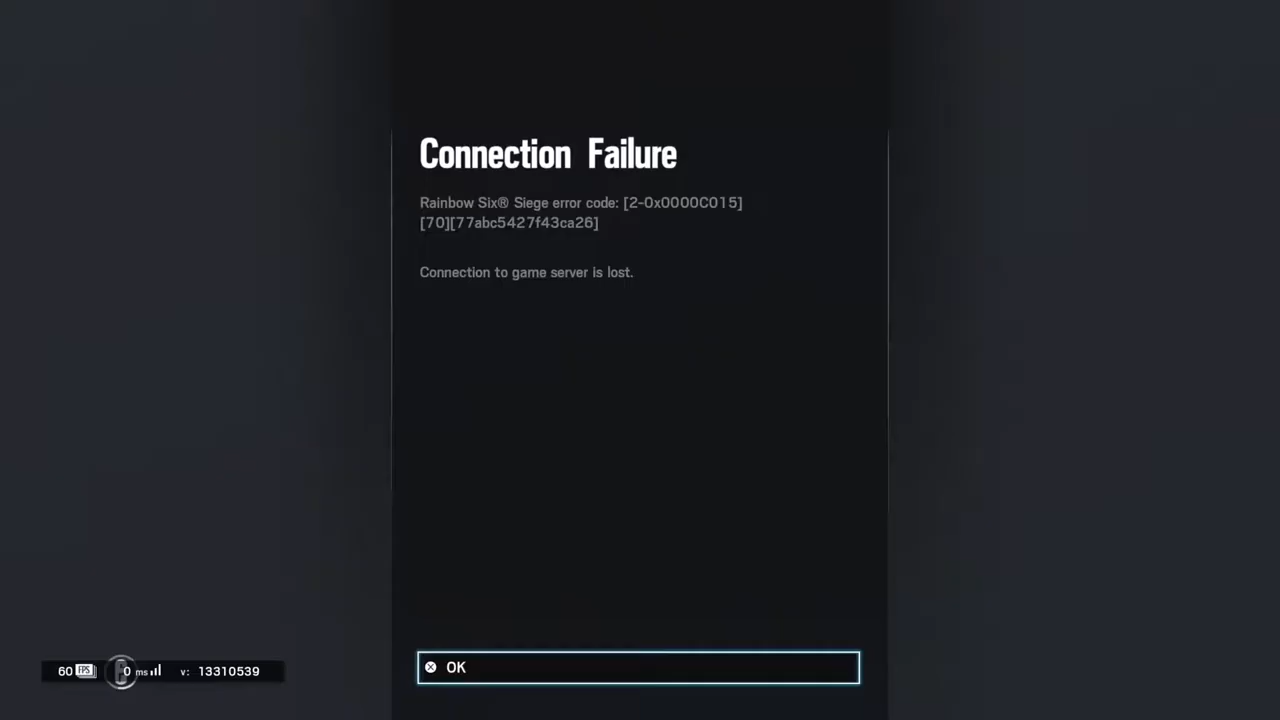 Connection Failure
Rainbow Six® Siege error code: [2-0x0000C015]
[70][77abc5427f43ca26]
Connection to game server is lost.
OK
60 FPS 0 ms v: 13310539